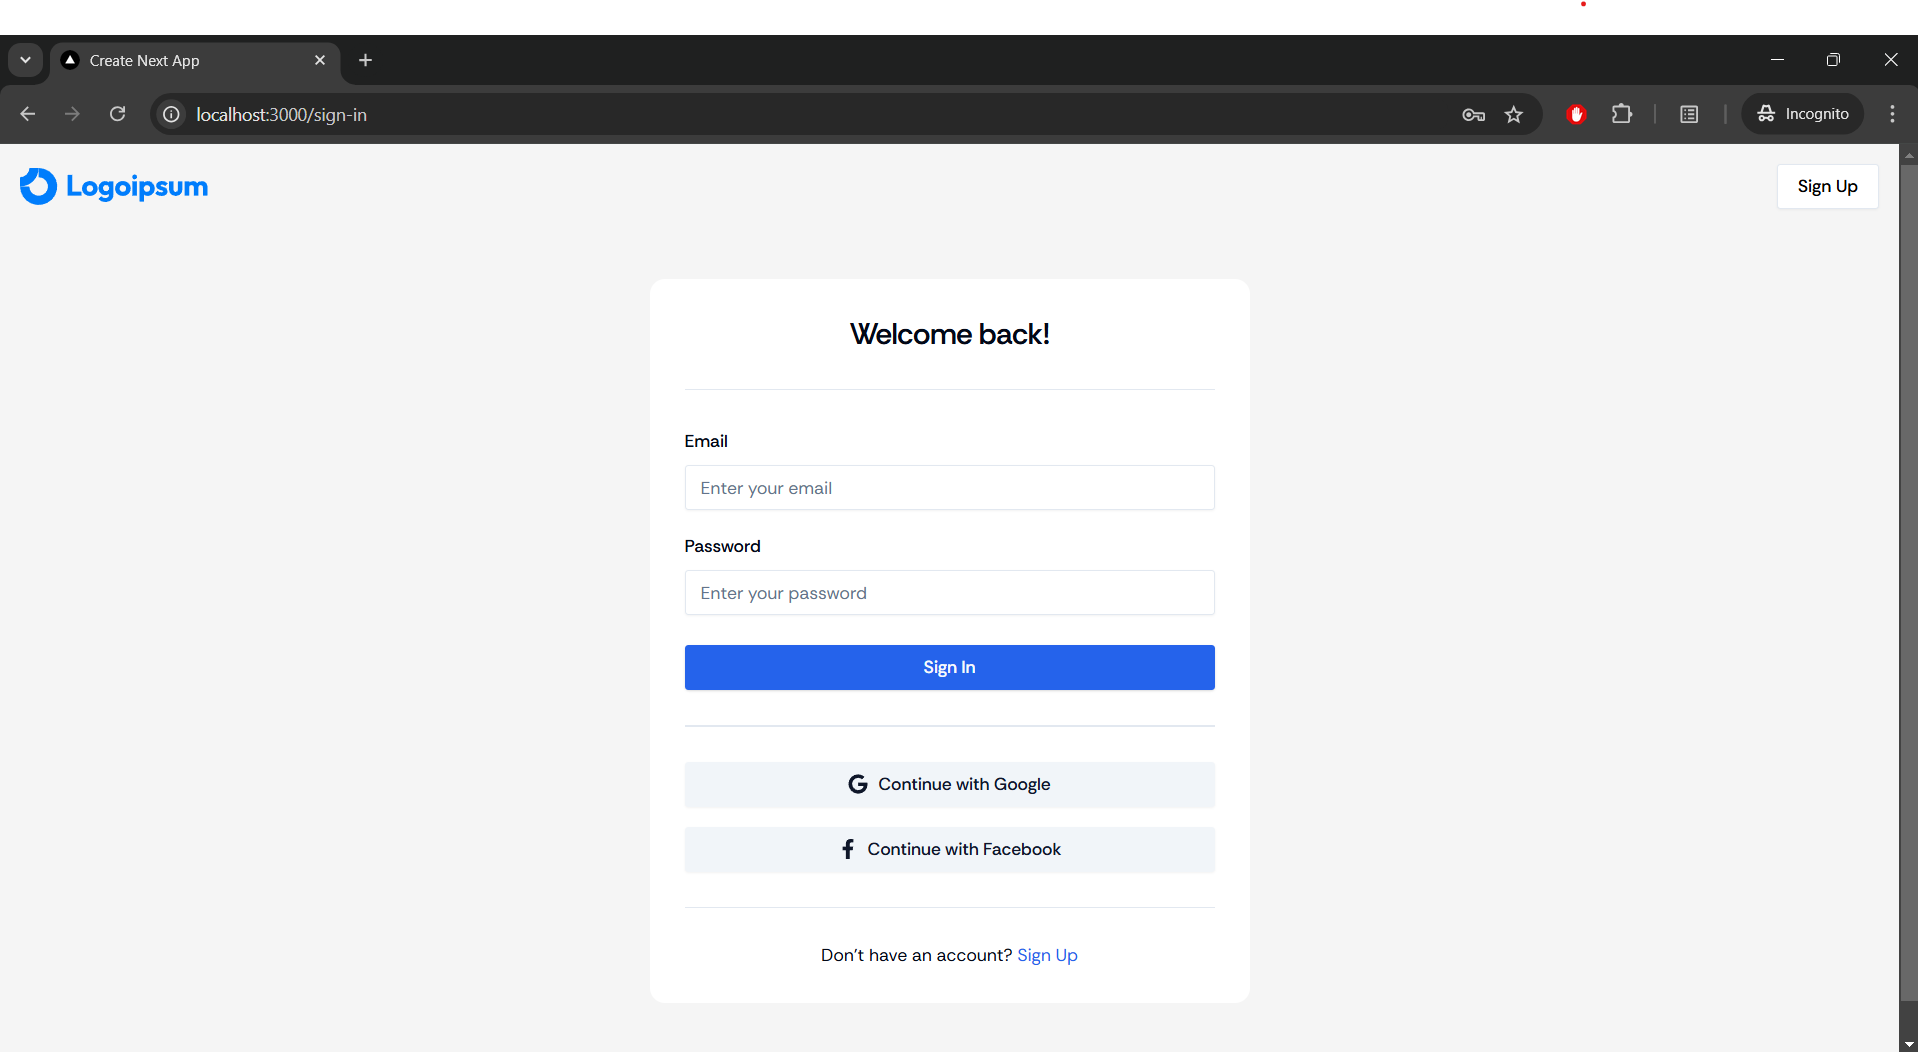 Create Next App
localhost:3000/sign-in
Incognito
Logoipsum
Sign Up
Welcome back!
Email
Enter your email
Password
Enter your password
Sign In
Continue with Google
Continue with Facebook
Don't have an account? Sign Up